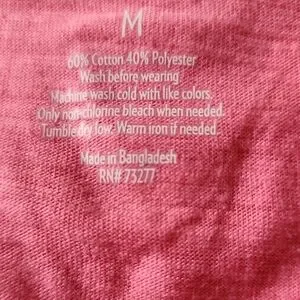 M
60% Cotton 40% Polyester
Wash before wearing
Machine wash cold with like colors.
Only non-chlorine bleach when needed.
Tumble dry low. Warm iron if needed.
Made in Bangladesh
RN# 73277